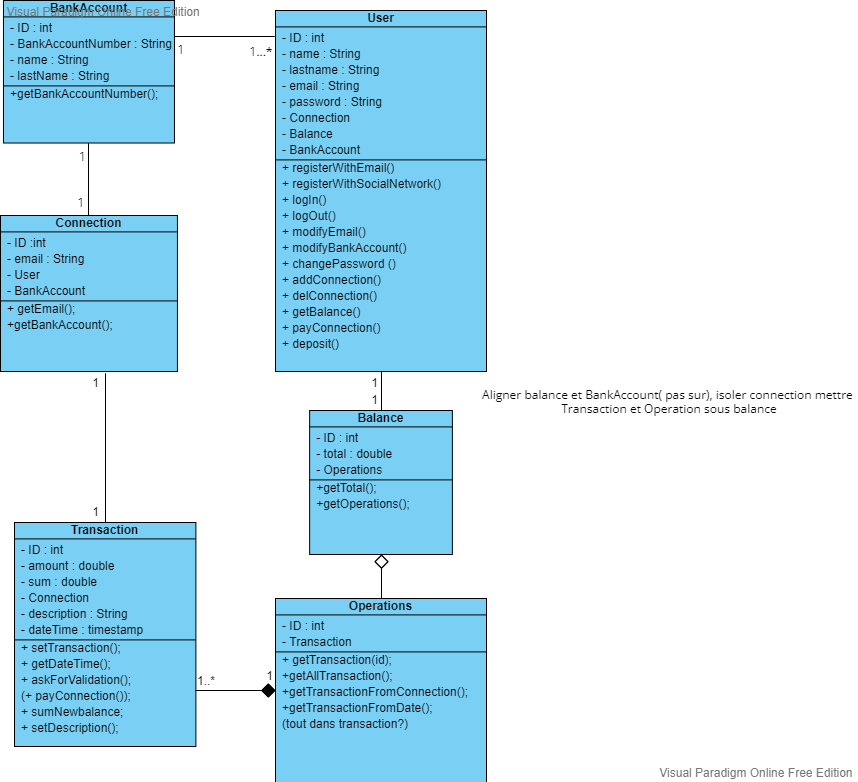 Visual Paradigm Online Free Edition
BankAccount
- ID : int
- BankAccountNumber : String
- name : String
- lastName : String
+getBankAccountNumber();
1
1...*
User
- ID : int
- name : String
- lastname : String
- email : String
- password : String
- Connection
- Balance
- BankAccount
+ registerWithEmail()
+ registerWithSocialNetwork()
+ logIn()
+ logOut()
+ modifyEmail()
+ modifyBankAccount()
+ changePassword ()
+ addConnection()
+ delConnection()
+ getBalance()
+ payConnection()
+ deposit()
1
1
Connection
- ID :int
- email : String
- User
- BankAccount
+ getEmail();
+getBankAccount();
1
1
1
1
Aligner balance et BankAccount( pas sur), isoler connection mettre
Transaction et Operation sous balance
Balance
- ID : int
- total : double
- Operations
+getTotal();
+getOperations();
Transaction
- ID : int
- amount : double
- sum : double
- Connection
- description : String
- dateTime : timestamp
+ setTransaction();
+ getDateTime();
+ askForValidation();
(+ payConnection());
+ sumNewbalance;
+ setDescription();
1..*
1
Operations
- ID : int
- Transaction
+ getTransaction(id);
+getAllTransaction();
+getTransactionFromConnection();
+getTransactionFromDate();
(tout dans transaction?)
Visual Paradigm Online Free Edition